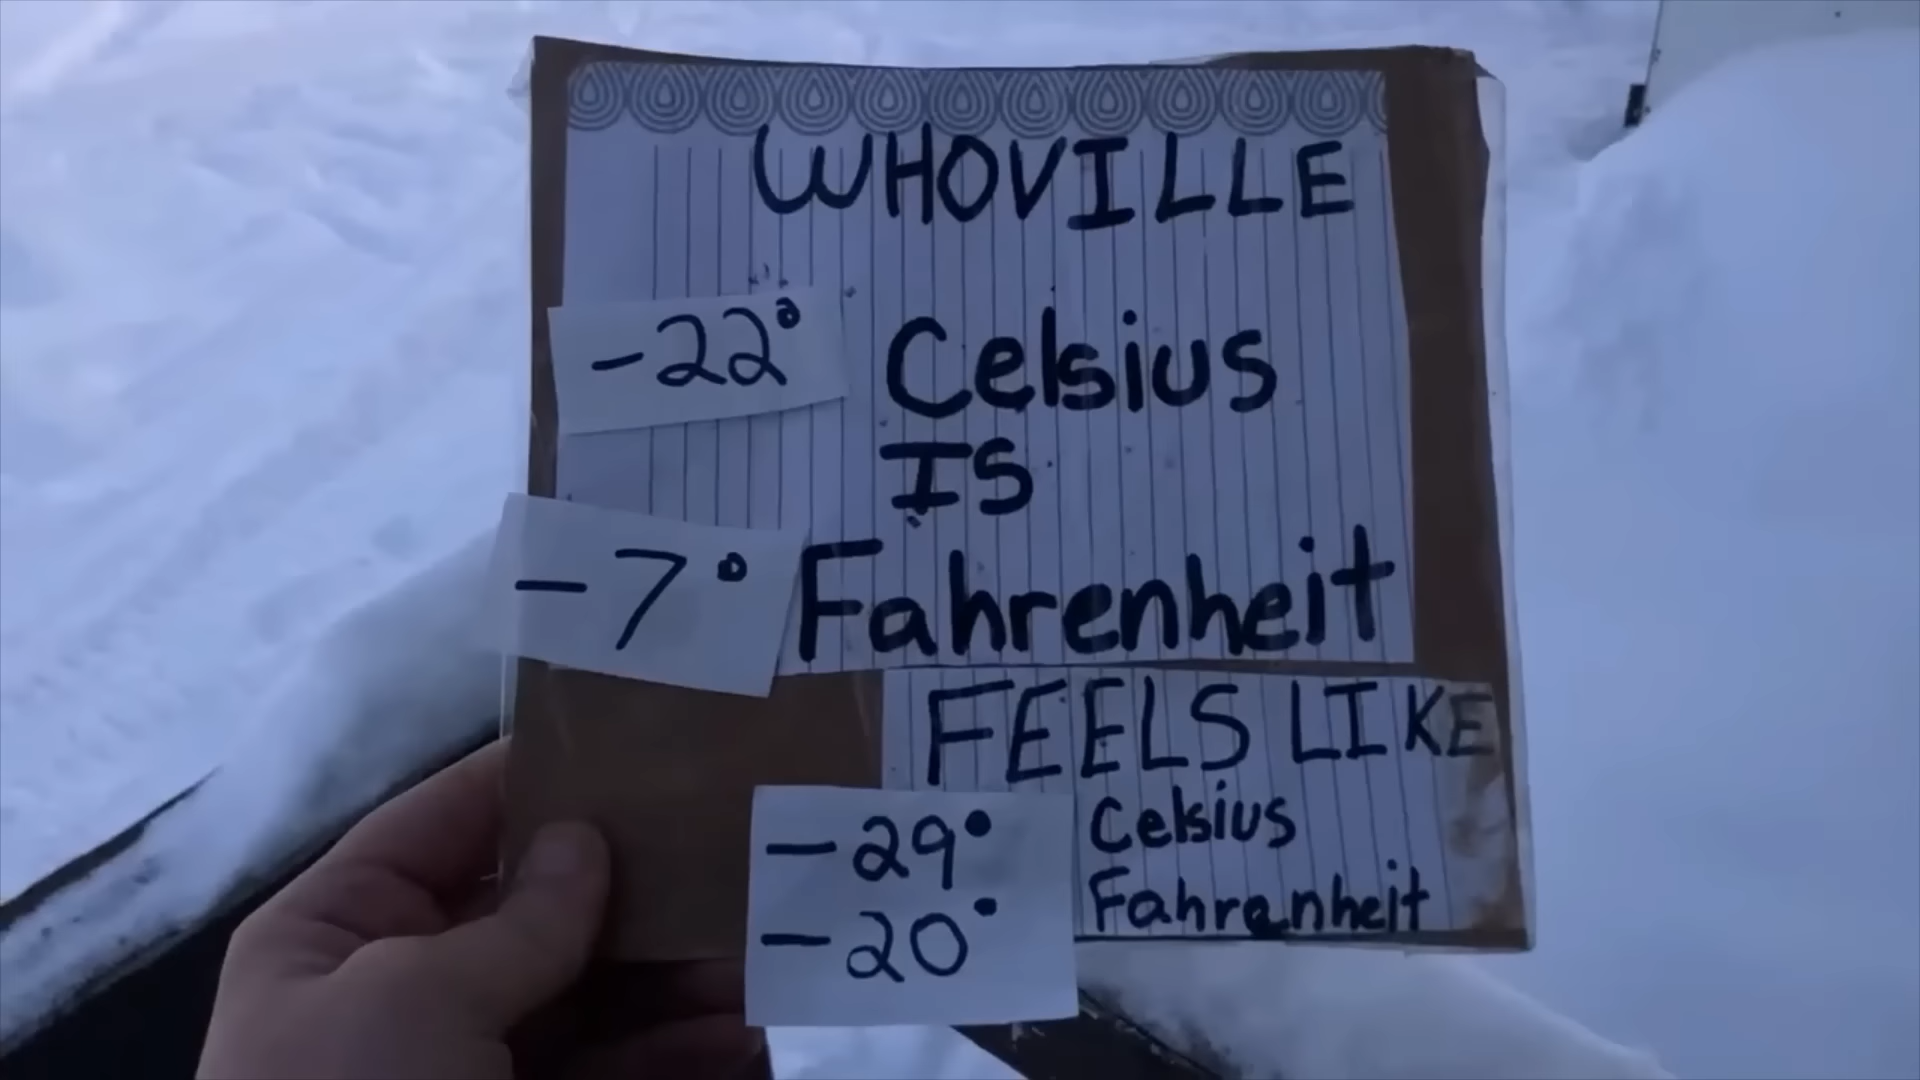 WHOVILLE
-22° Celsius
IS
-7° Fahrenheit
FEELS LIKE
-29° Celsius
-20° Fahrenheit